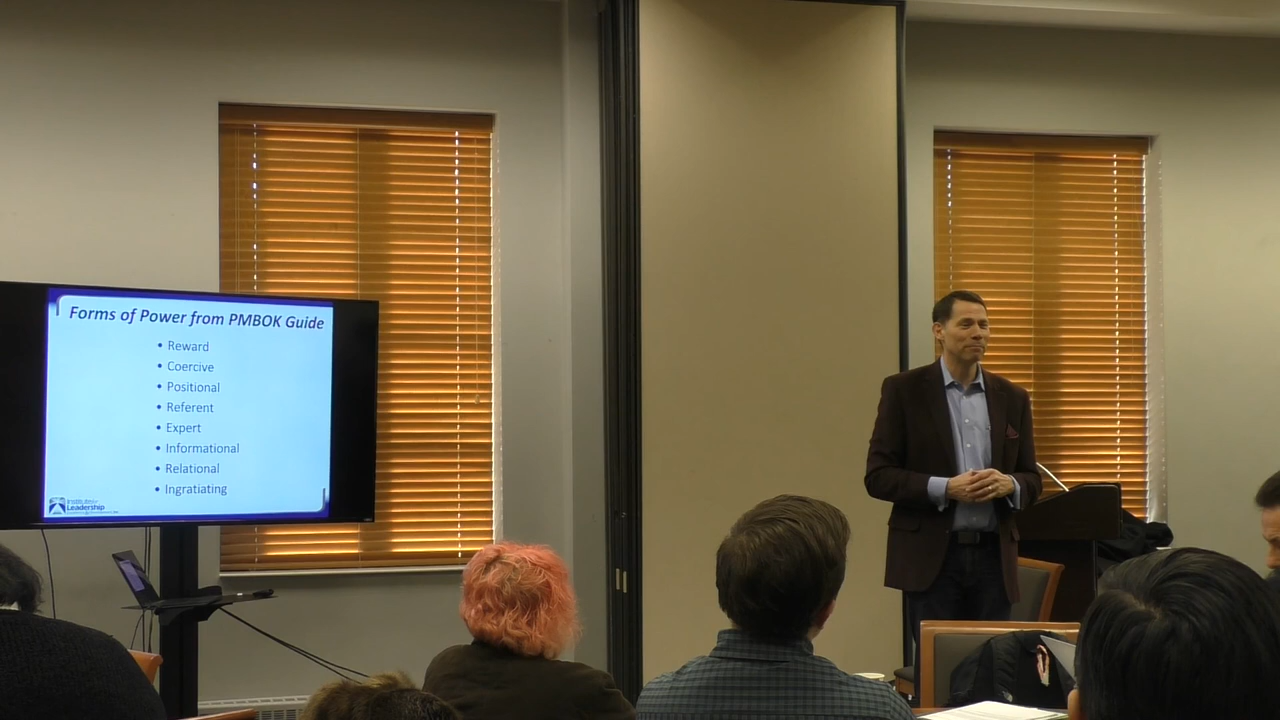 Forms of Power from PMBOK Guide
• Reward
• Coercive
• Positional
• Referent
• Expert
• Informational
• Relational
• Ingratiating
Leadership